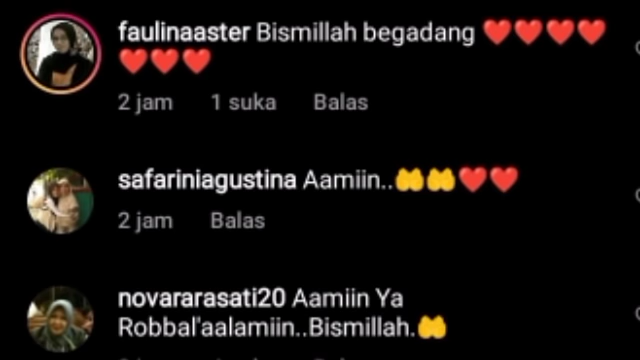 faulinaaster Bismillah begadang ❤️❤️❤️❤️
❤️❤️❤️
2 jam 1 suka Balas
safariniagustina Aamiin..🤲🤲❤️❤️
2 jam Balas
novararasati20 Aamiin Ya
Robbal'aalamiin..Bismillah.🤲